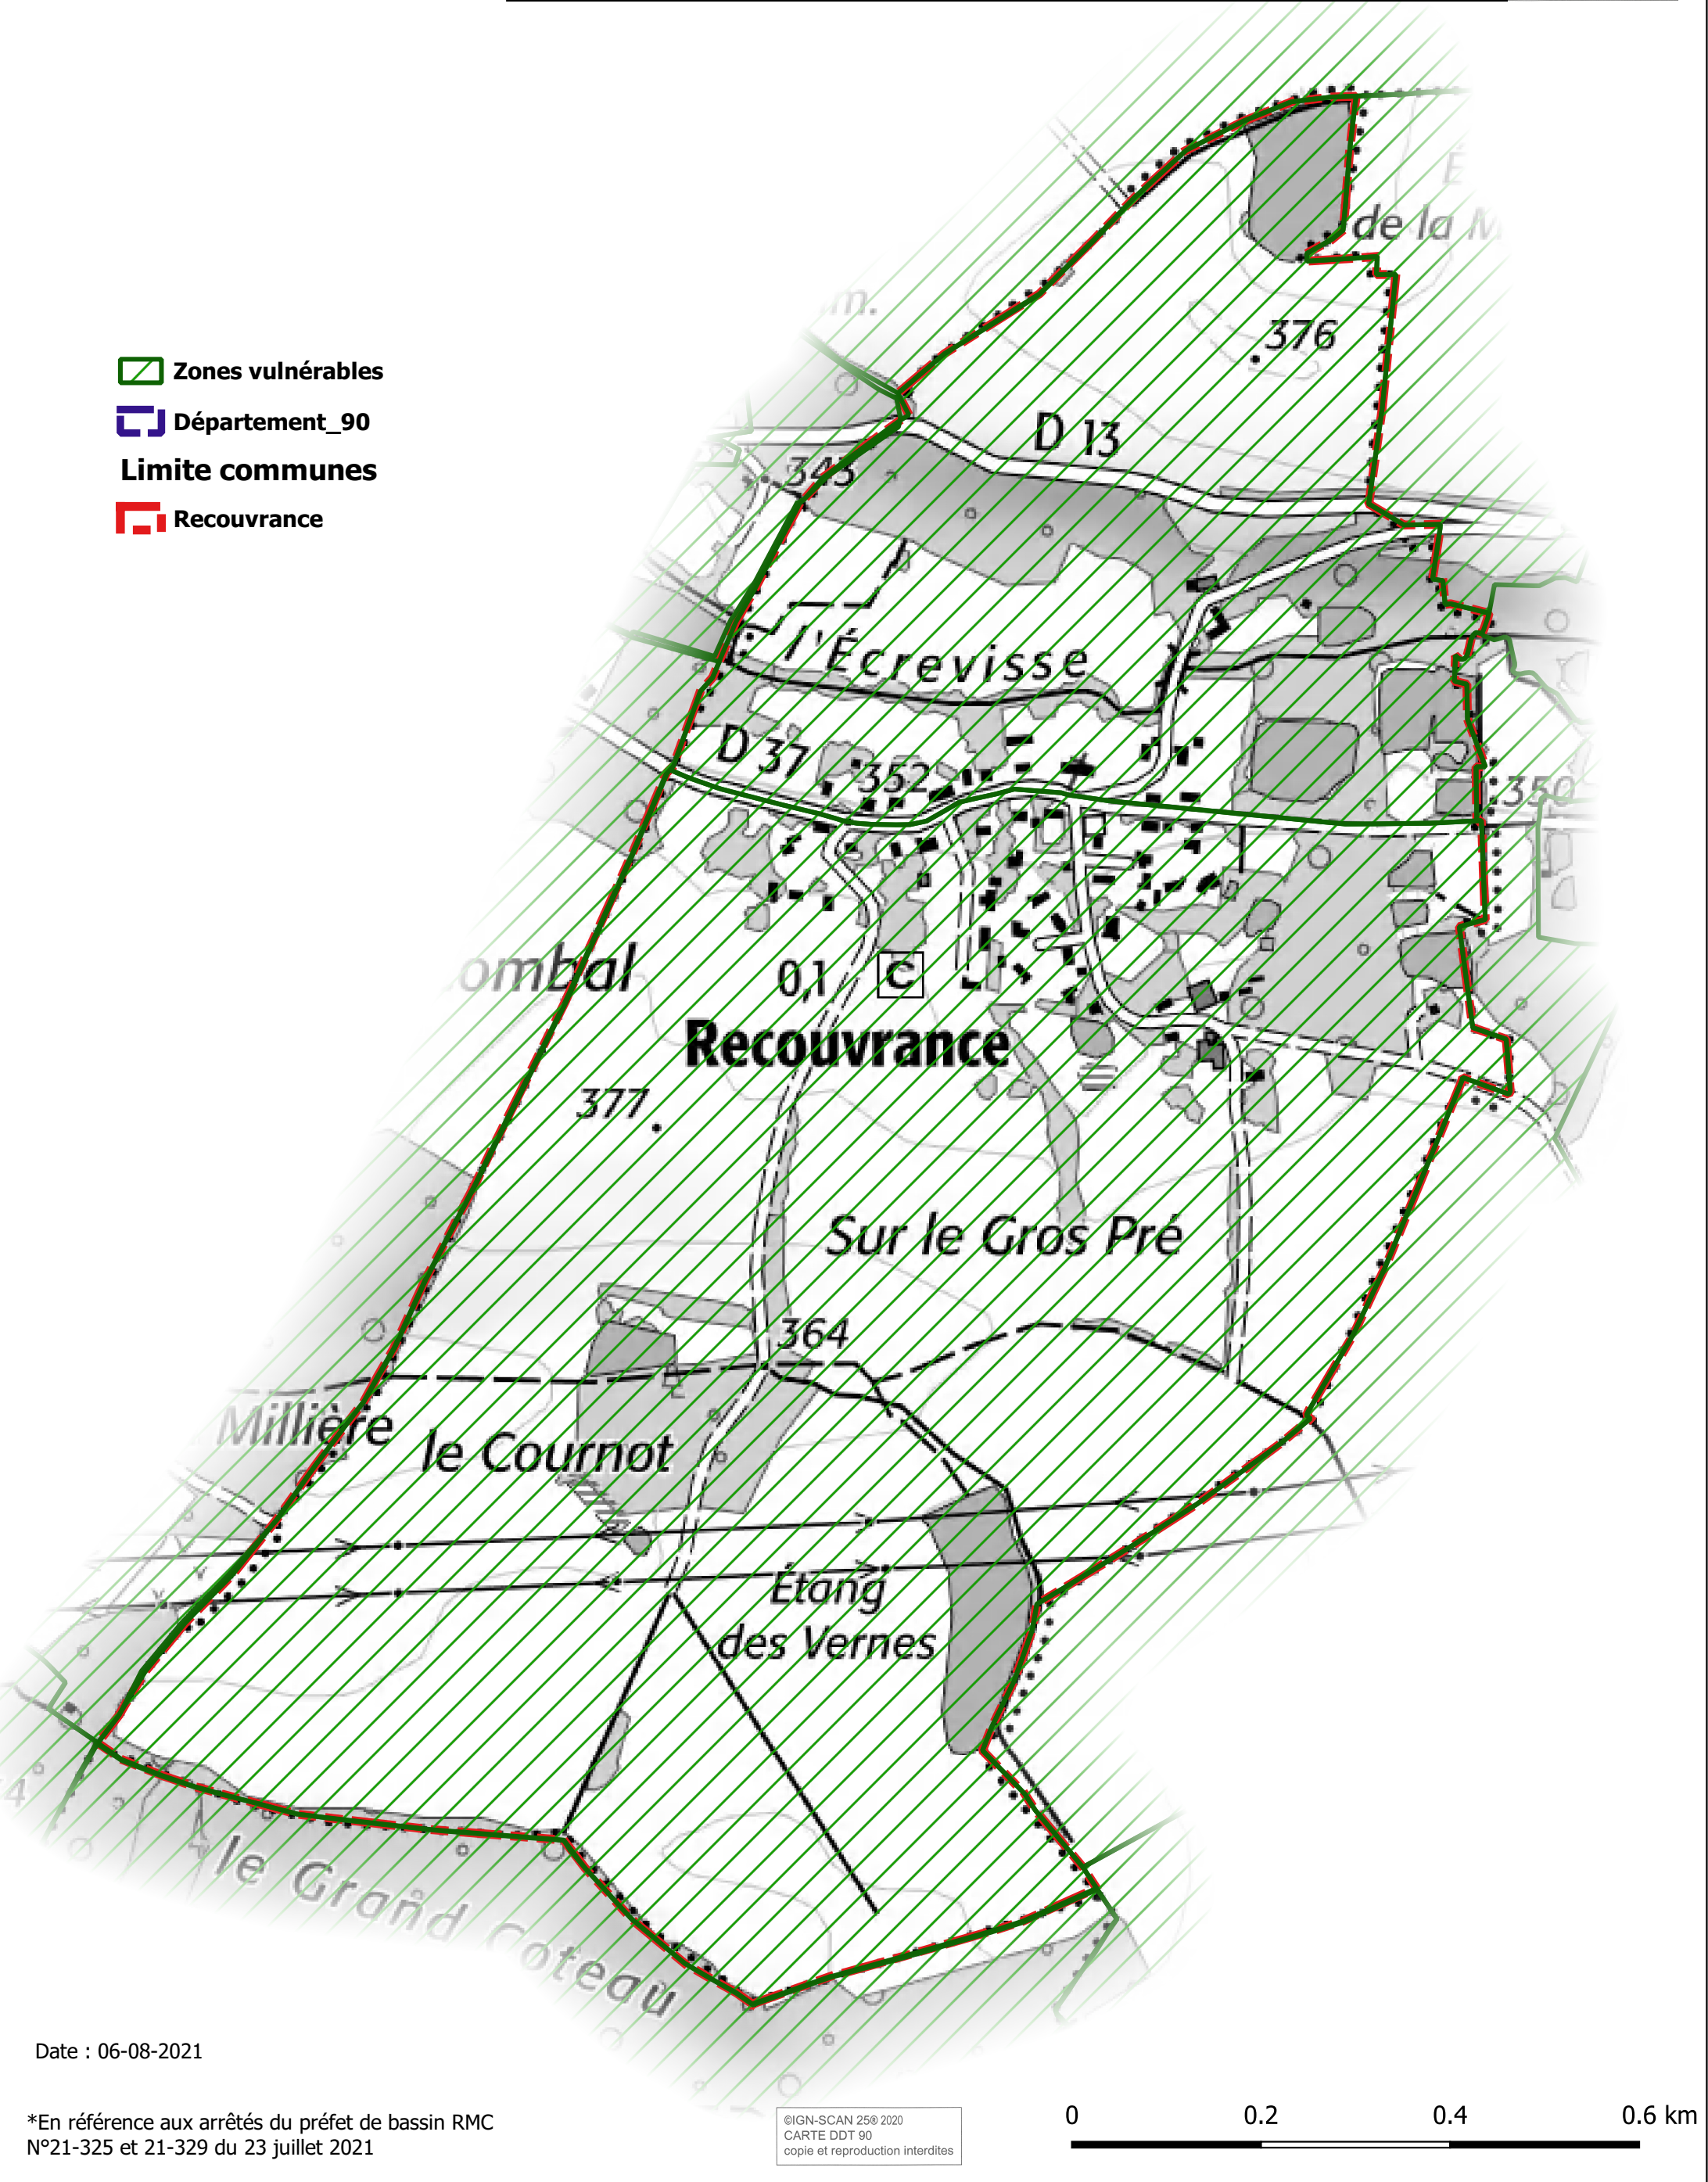 de la M
m.
376
Zones vulnérables
Département_90
D 13
Limite communes
343
Recouvrance
l'Écrevisse
D 37
352
350
ombal
0,1
C
Recouvrance
377
Sur le Gros Pré
364
Millière
le Cournot
Étang
des Vernes
4
le Grand Coteau
Date : 06-08-2021
*En référence aux arrêtés du préfet de bassin RMC
N°21-325 et 21-329 du 23 juillet 2021
©IGN-SCAN 25® 2020
CARTE DDT 90
copie et reproduction interdites
0 0.2 0.4 0.6 km